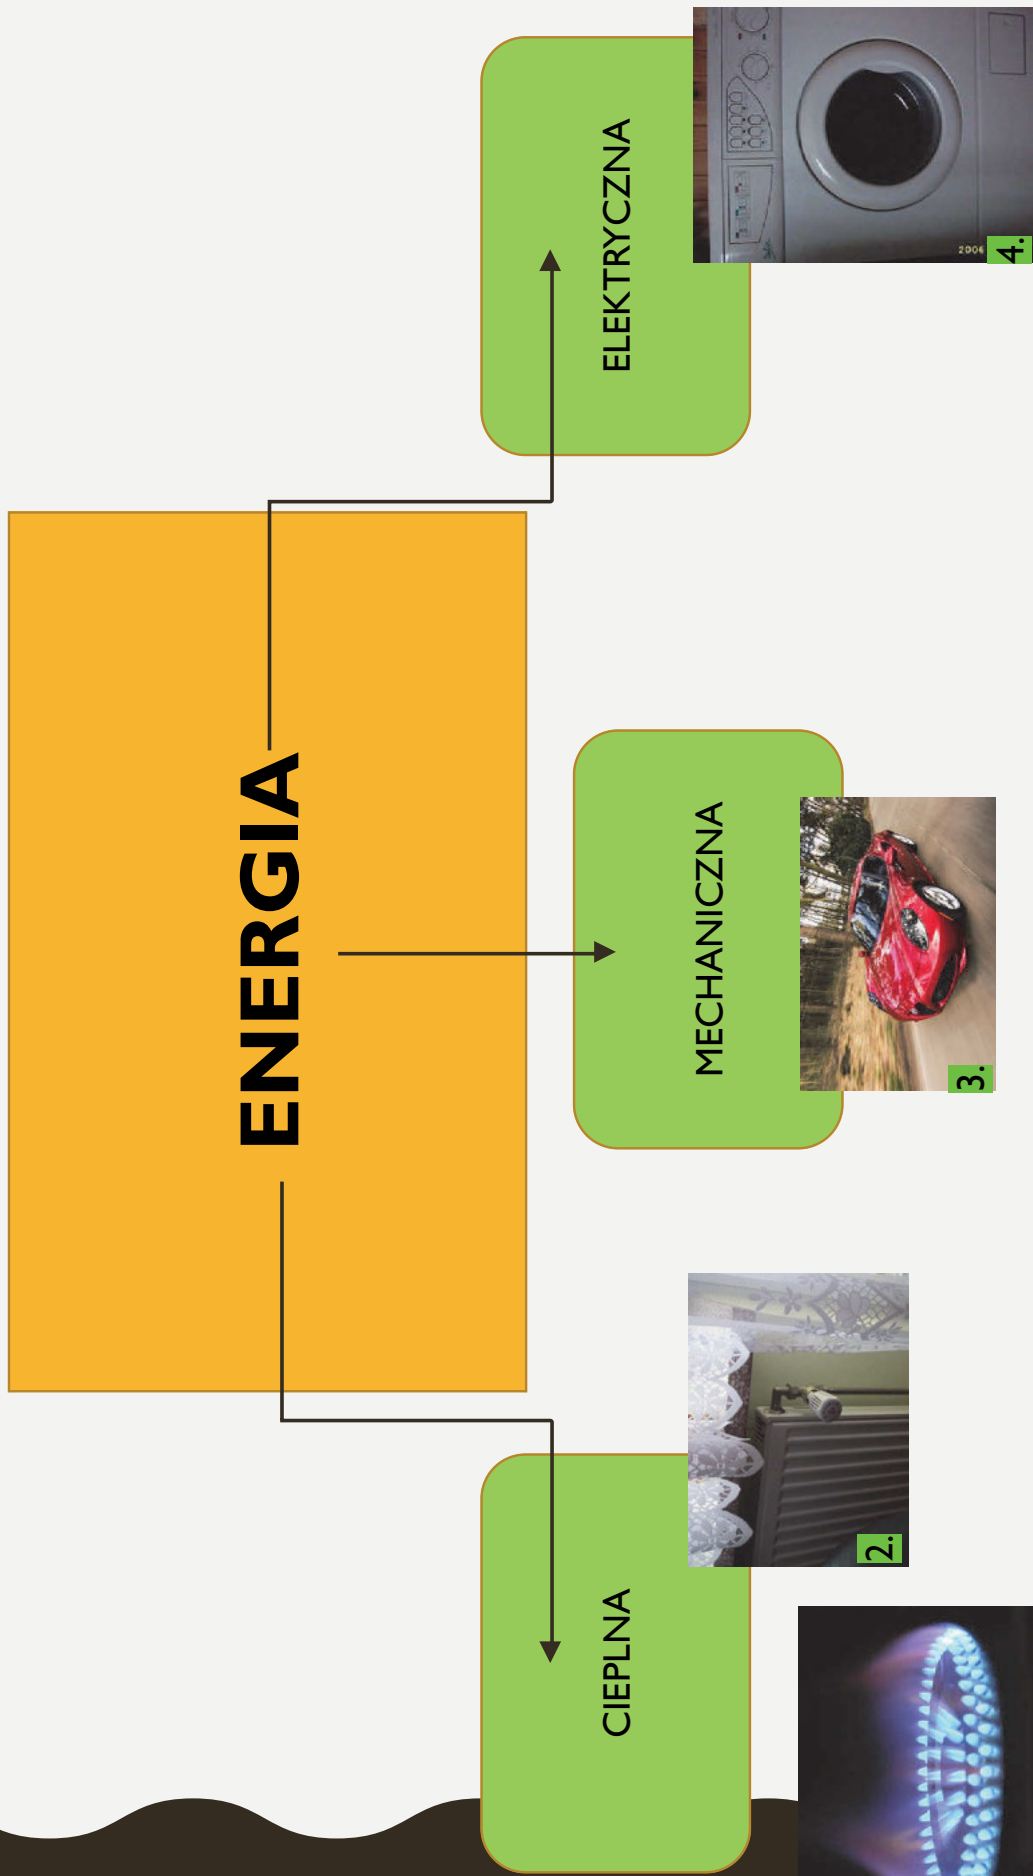 ENERGIA
CIEPLNA
MECHANICZNA
ELEKTRYCZNA
2.
3.
4.
2006